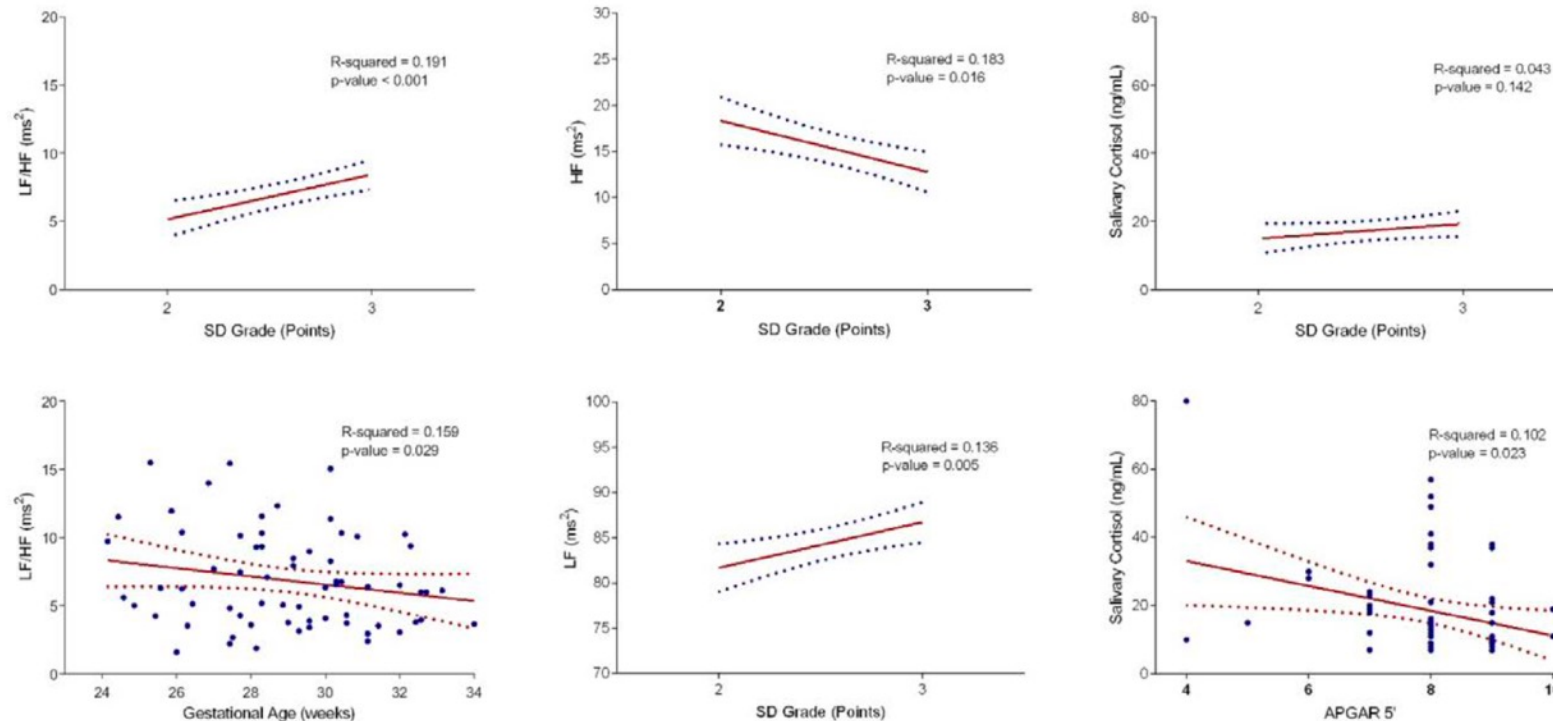 20
15
10
5
0
LF/HF (ms²)
R-squared = 0.191
p-value < 0.001
2 3
SD Grade (Points)
30
25
20
15
10
5
0
HF (ms²)
R-squared = 0.183
p-value = 0.016
2 3
SD Grade (Points)
80
60
40
20
0
Salivary Cortisol (ng/mL)
R-squared = 0.043
p-value = 0.142
2 3
SD Grade (Points)
20
15
10
5
0
LF/HF (ms²)
R-squared = 0.159
p-value = 0.029
24 26 28 30 32 34
Gestational Age (weeks)
100
95
90
85
80
70
LF (ms²)
R-squared = 0.136
p-value = 0.005
2 3
SD Grade (Points)
80
60
40
20
0
Salivary Cortisol (ng/mL)
R-squared = 0.102
p-value = 0.023
4 6 8
APGAR 5'